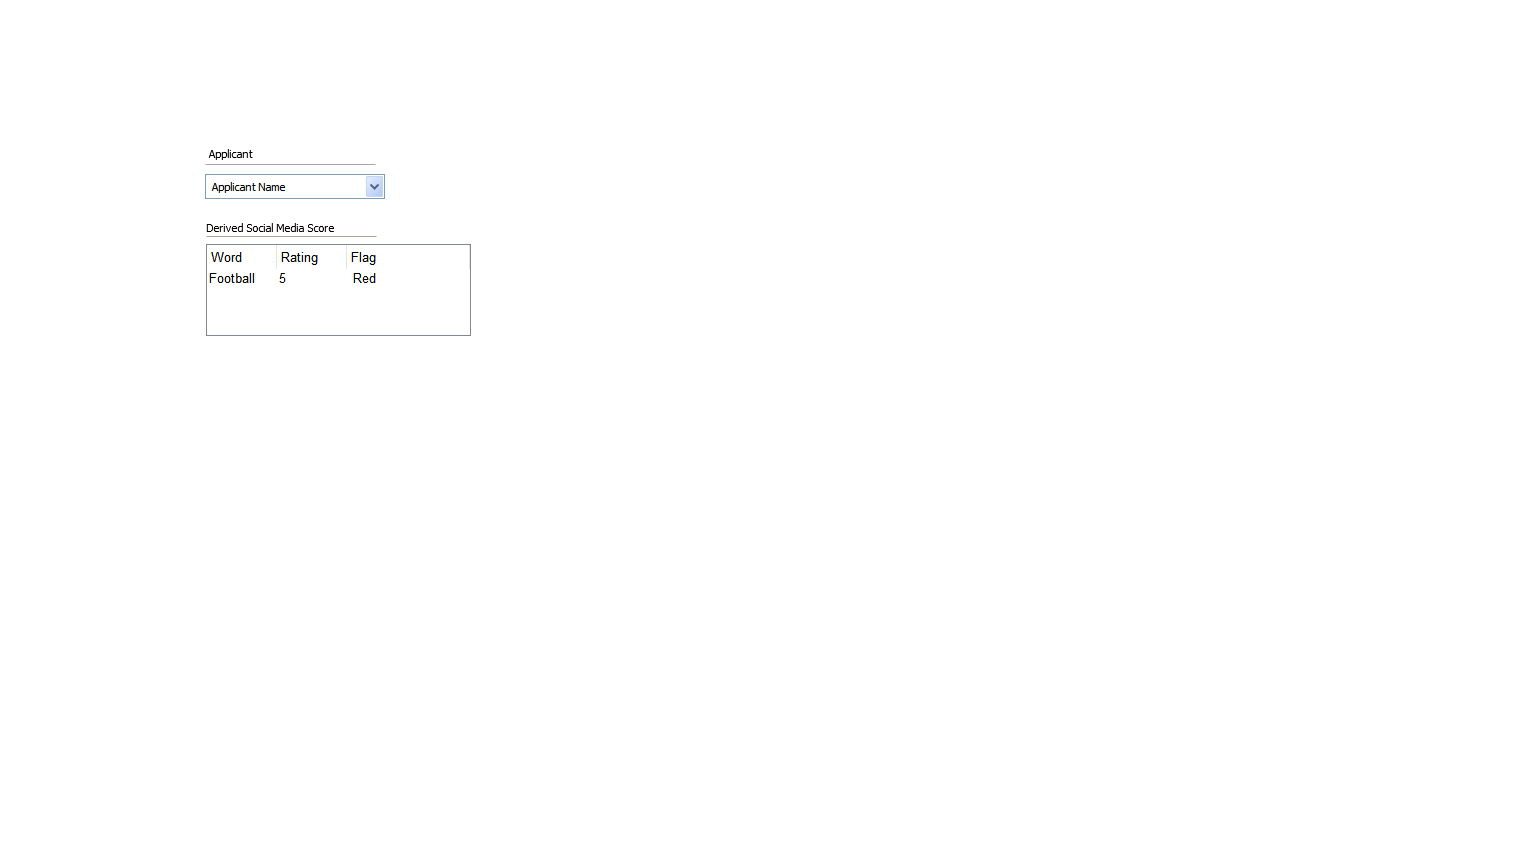 Applicant
Applicant Name
Derived Social Media Score
Word Rating Flag
Football 5 Red